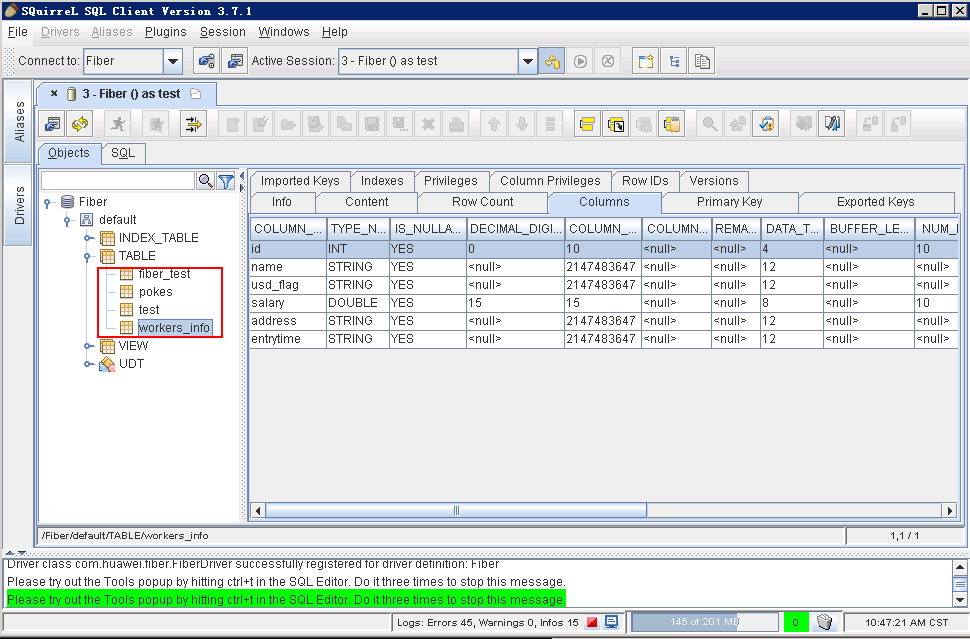 SQuirreL SQL Client Version 3.7.1
File Drivers Aliases Plugins Session Windows Help
Connect to: Fiber Active Session: 3 - Fiber () as test
3 - Fiber () as test
Aliases
Drivers
Objects SQL
Imported Keys Indexes Privileges Column Privileges Row IDs Versions
Info Content Row Count Columns Primary Key Exported Keys
Fiber
default
INDEX_TABLE
TABLE
fiber_test
pokes
test
workers_info
VIEW
UDT
COLUMN_... TYPE_N... IS_NULLA... DECIMAL_DIGI... COLUMN_... COLUMN... REMA... DATA_T... BUFFER_LE... NUM_
id INT YES 0 10 <null> <null> 4 <null> 10
name STRING YES <null> 2147483647 <null> <null> 12 <null> <null>
usd_flag STRING YES <null> 2147483647 <null> <null> 12 <null> <null>
salary DOUBLE YES 15 15 <null> <null> 8 <null> 10
address STRING YES <null> 2147483647 <null> <null> 12 <null> <null>
entrytime STRING YES <null> 2147483647 <null> <null> 12 <null> <null>
/Fiber/default/TABLE/workers_info 1,1 / 1
Driver class com.huawei.fiber.FiberDriver successfully registered for driver definition: Fiber
Please try out the Tools popup by hitting ctrl+t in the SQL Editor. Do it three times to stop this message.
Please try out the Tools popup by hitting ctrl+t in the SQL Editor. Do it three times to stop this message.
Logs: Errors 45, Warnings 0, Infos 15 145 of 201 MB 0 10:47:21 AM CST